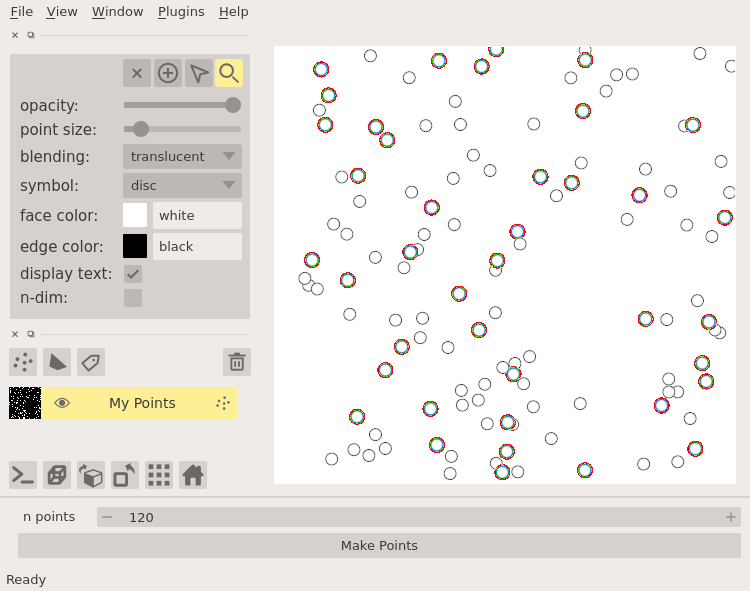 File View Window Plugins Help
opacity:
point size:
blending: translucent
symbol: disc
face color: white
edge color: black
display text:
n-dim:
My Points
n points 120
Make Points
Ready